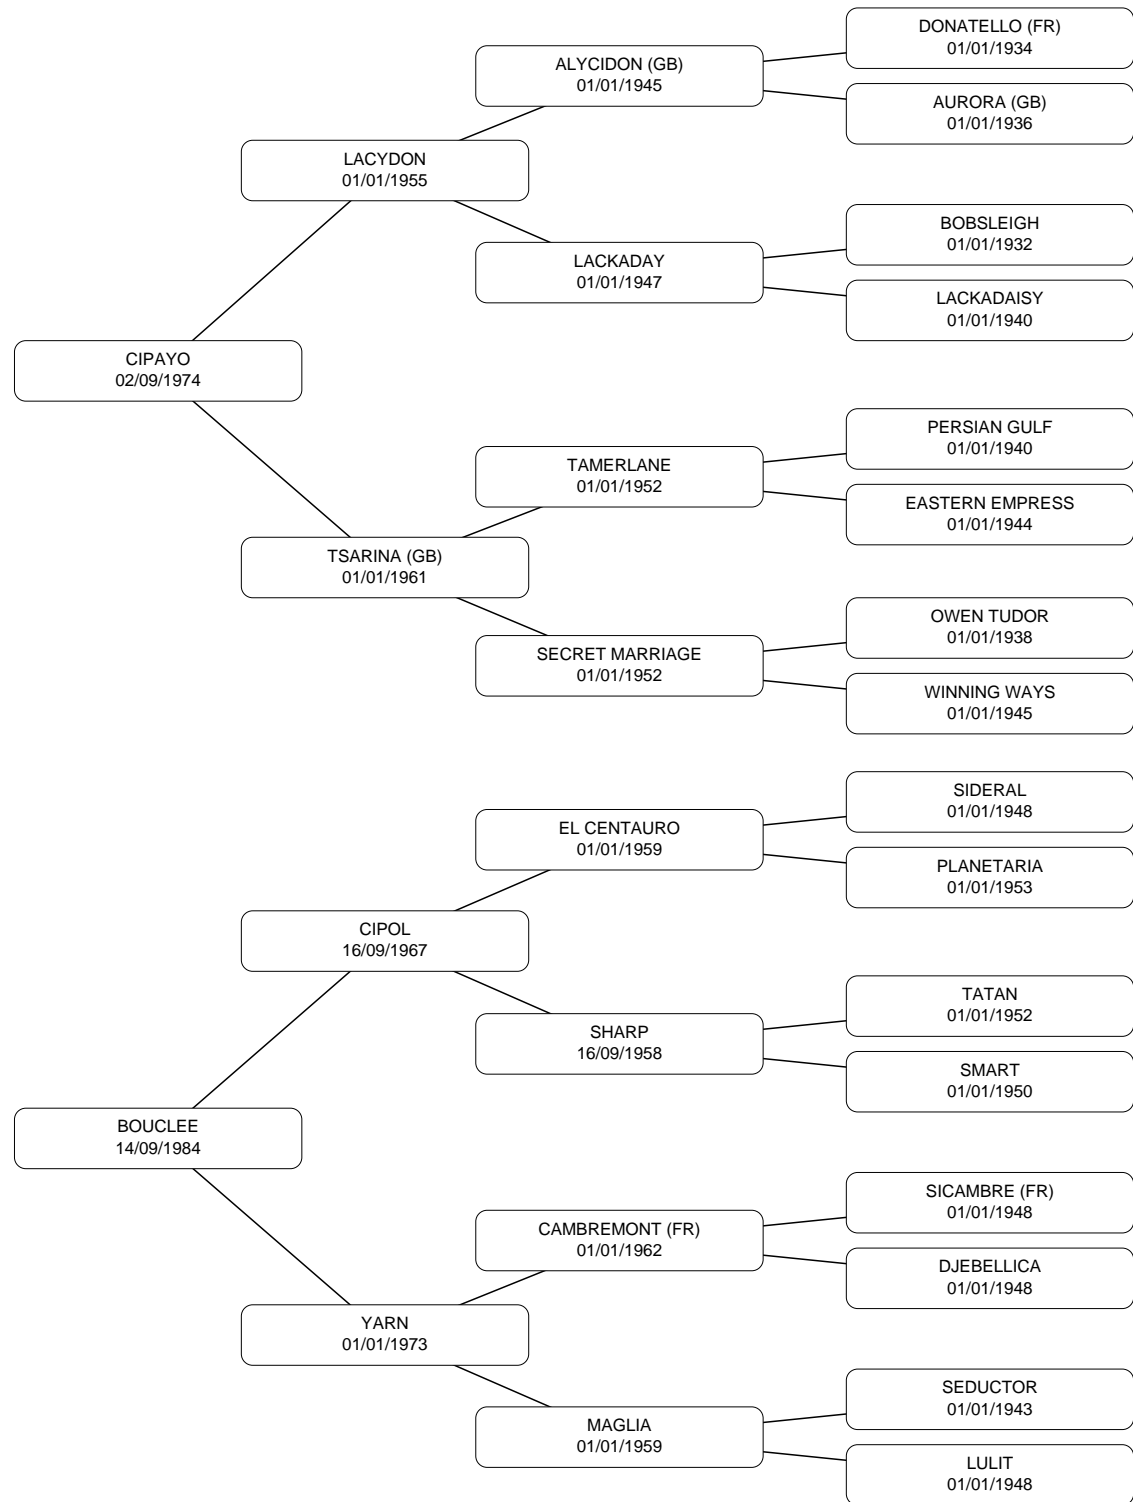 DONATELLO (FR)
01/01/1934
ALYCIDON (GB)
01/01/1945
AURORA (GB)
01/01/1936
LACYDON
01/01/1955
BOBSLEIGH
01/01/1932
LACKADAY
01/01/1947
LACKADAISY
01/01/1940
CIPAYO
02/09/1974
PERSIAN GULF
01/01/1940
TAMERLANE
01/01/1952
EASTERN EMPRESS
01/01/1944
TSARINA (GB)
01/01/1961
OWEN TUDOR
01/01/1938
SECRET MARRIAGE
01/01/1952
WINNING WAYS
01/01/1945
SIDERAL
01/01/1948
EL CENTAURO
01/01/1959
PLANETARIA
01/01/1953
CIPOL
16/09/1967
TATAN
01/01/1952
SHARP
16/09/1958
SMART
01/01/1950
BOUCLEE
14/09/1984
SICAMBRE (FR)
01/01/1948
CAMBREMONT (FR)
01/01/1962
DJEBELLICA
01/01/1948
YARN
01/01/1973
SEDUCTOR
01/01/1943
MAGLIA
01/01/1959
LULIT
01/01/1948